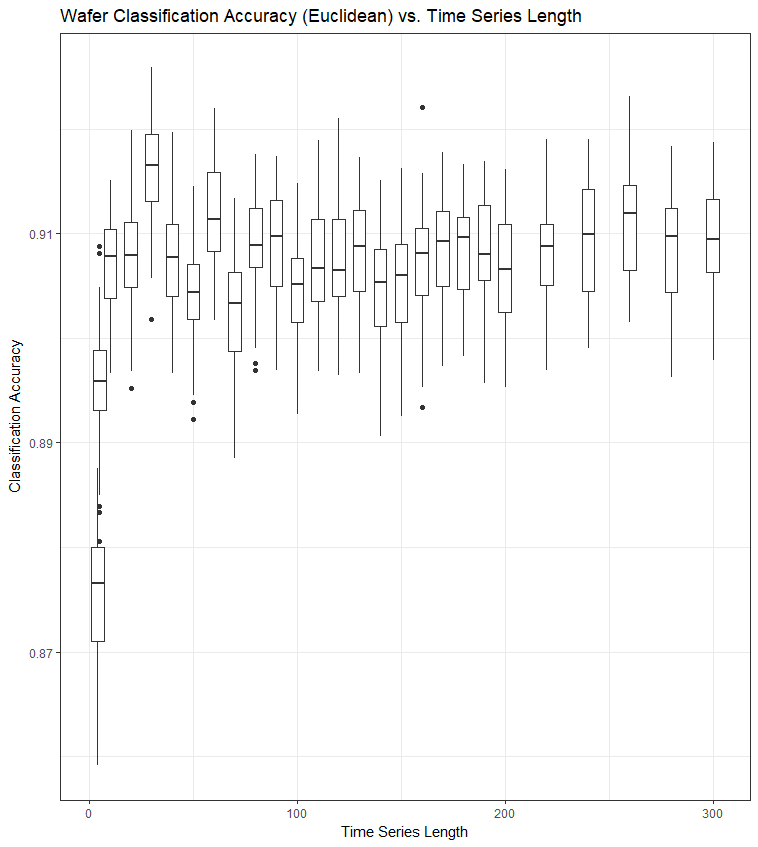 Wafer Classification Accuracy (Euclidean) vs. Time Series Length
Classification Accuracy
0.91
0.89
0.87
0 100 200 300
Time Series Length